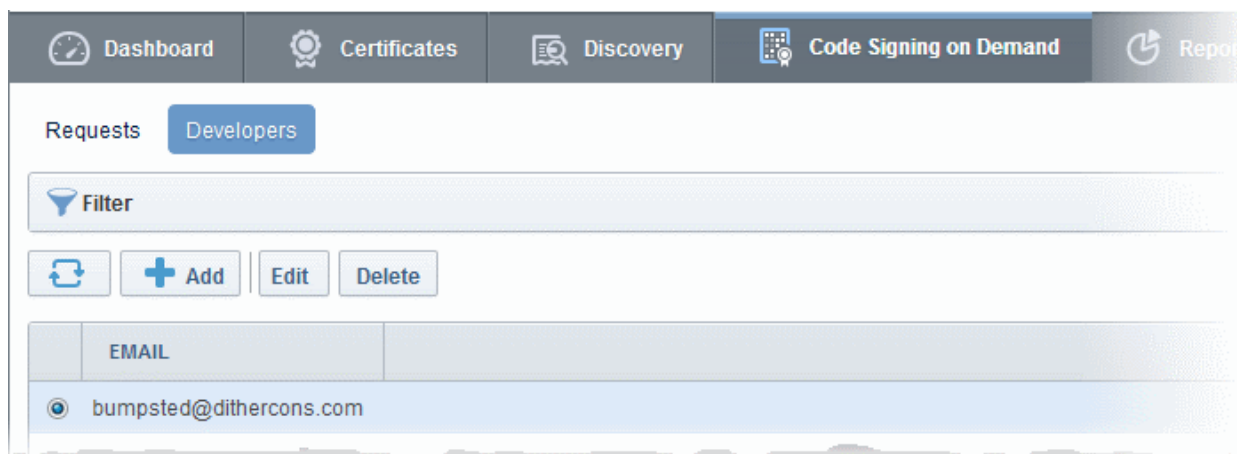 Dashboard Certificates Discovery Code Signing on Demand
Requests Developers
Filter
Add Edit Delete
EMAIL
bumpsted@dithercons.com